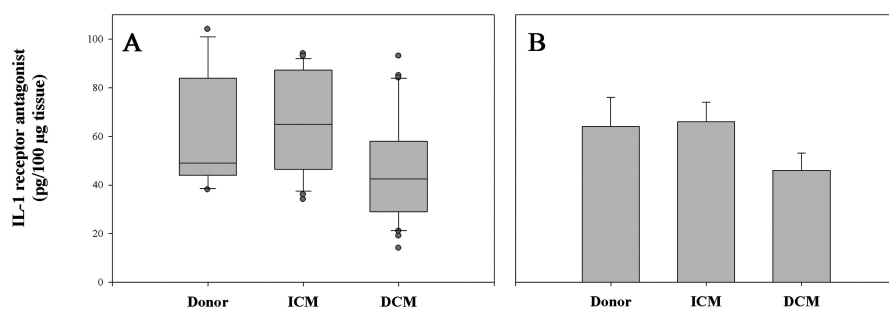 IL-1 receptor antagonist
(pg/100 µg tissue)
100
80
60
40
20
0
A
B
Donor
ICM
DCM
Donor
ICM
DCM